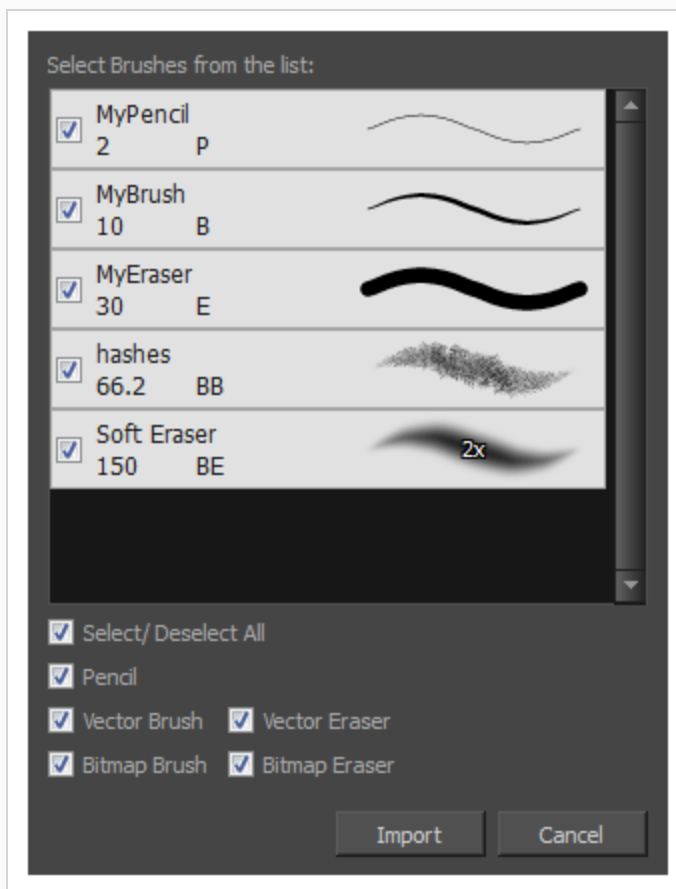 Select Brushes from the list:
MyPencil
2 P
MyBrush
10 B
MyEraser
30 E
hashes
66.2 BB
Soft Eraser
150 BE
2x
Select/ Deselect All
Pencil
Vector Brush Vector Eraser
Bitmap Brush Bitmap Eraser
Import Cancel